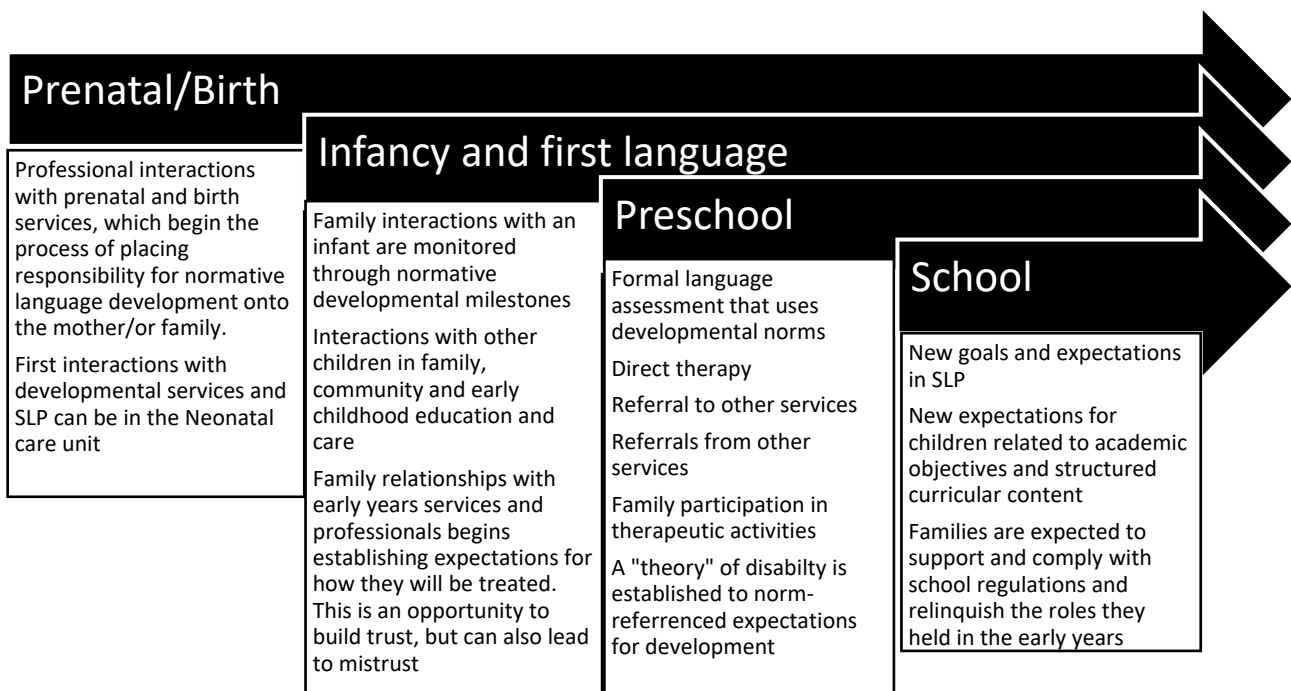 Prenatal/Birth
Professional interactions
with prenatal and birth
services, which begin the
process of placing
responsibility for normative
language development onto
the mother/or family.
First interactions with
developmental services and
SLP can be in the Neonatal
care unit
Infancy and first language
Family interactions with an
infant are monitored
through normative
developmental milestones
Interactions with other
children in family,
community and early
childhood education and
care
Family relationships with
early years services and
professionals begins
establishing expectations for
how they will be treated.
This is an opportunity to
build trust, but can also lead
to mistrust
Preschool
Formal language
assessment that uses
developmental norms
Direct therapy
Referral to other services
Referrals from other
services
Family participation in
therapeutic activities
A "theory" of disabilty is
established to norm-
referrenced expectations
for development
School
New goals and expectations
in SLP
New expectations for
children related to academic
objectives and structured
curricular content
Families are expected to
support and comply with
school regulations and
relinquish the roles they
held in the early years